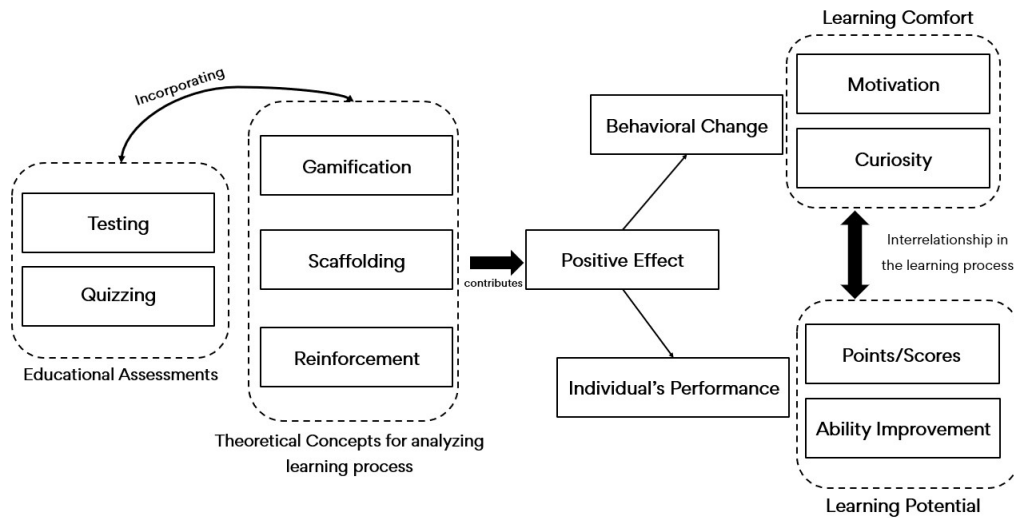 Learning Comfort
Incorporating
Motivation
Behavioral Change
Gamification
Curiosity
Testing
Scaffolding
Positive Effect
Interrelationship in
the learning process
contributes
Quizzing
Reinforcement
Points/Scores
Educational Assessments
Individual's Performance
Ability Improvement
Theoretical Concepts for analyzing
learning process
Learning Potential